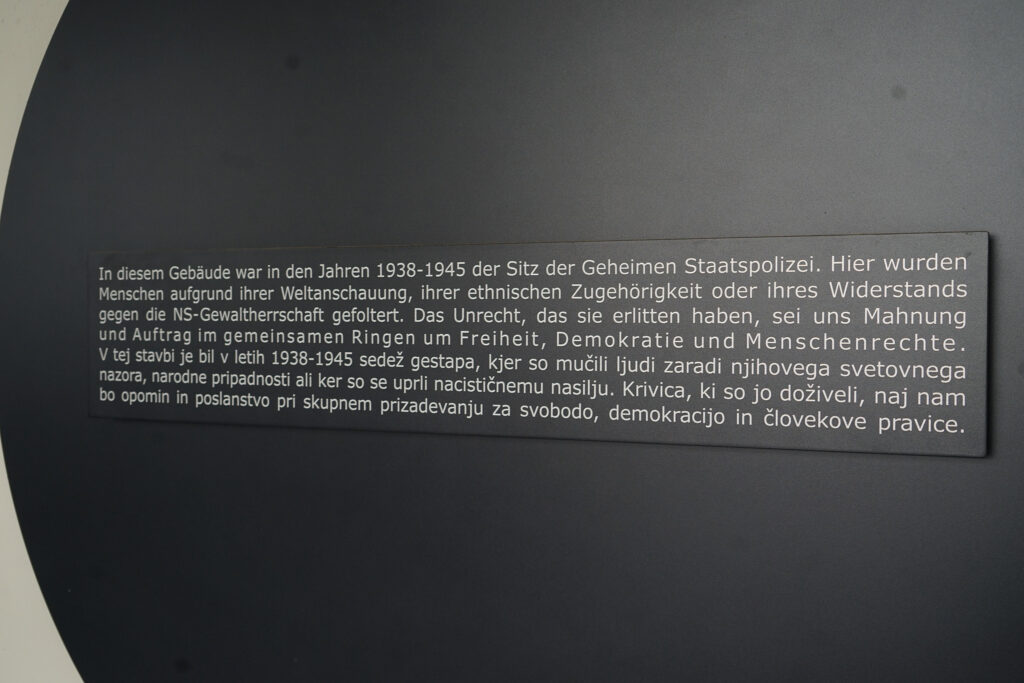 In diesem Gebäude war in den Jahren 1938-1945 der Sitz der Geheimen Staatspolizei. Hier wurden
Menschen aufgrund ihrer Weltanschauung, ihrer ethnischen Zugehörigkeit oder ihres Widerstands
gegen die NS-Gewaltherrschaft gefoltert. Das Unrecht, das sie erlitten haben, sei uns Mahnung
und Auftrag im gemeinsamen Ringen um Freiheit, Demokratie und Menschenrechte.
V tej stavbi je bil v letih 1938-1945 sedež gestapa, kjer so mučili ljudi zaradi njihovega svetovnega
nazora, narodne pripadnosti ali ker so se uprli nacističnemu nasilju. Krivica, ki so jo doživeli, naj nam
bo opomin in poslanstvo pri skupnem prizadevanju za svobodo, demokracijo in človekove pravice.